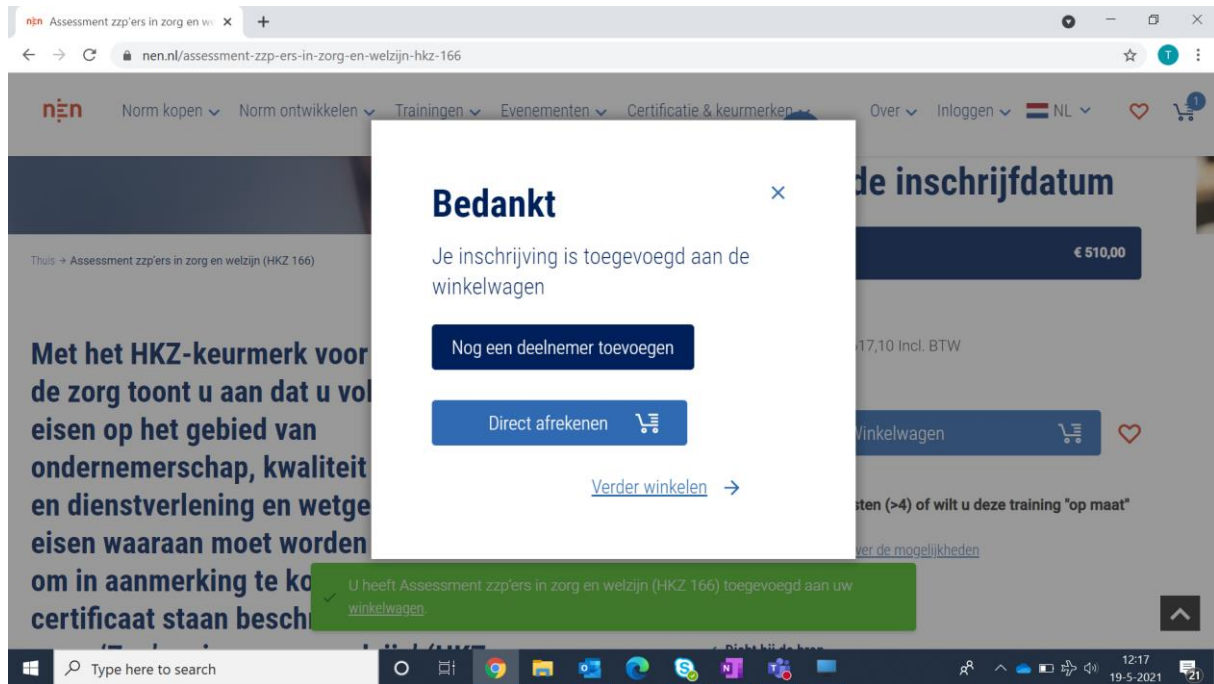 Assessment zzp'ers in zorg en w
nen.nl/assessment-zzp-ers-in-zorg-en-welzijn-hkz-166
nen Norm kopen Norm ontwikkelen Trainingen Evenementen Certificatie & keurmerken Over Inloggen NL 1
de inschrijfdatum
Bedankt
Je inschrijving is toegevoegd aan de
winkelwagen
Nog een deelnemer toevoegen
Direct afrekenen
Verder winkelen
Thuis → Assessment zzp'ers in zorg en welzijn (HKZ 166)
€ 510,00
Met het HKZ-keurmerk voor
de zorg toont u aan dat u vol
eisen op het gebied van
ondernemerschap, kwaliteit
en dienstverlening en wetge
eisen waaraan moet worden
om in aanmerking te ko
certificaat staan beschr
17,10 Incl. BTW
Winkelwagen
sten (>4) of wilt u deze training "op maat"
ver de mogelijkheden
U heeft Assessment zzp'ers in zorg en welzijn (HKZ 166) toegevoegd aan uw
winkelwagen.
Type here to search
12:17
19-5-2021
21